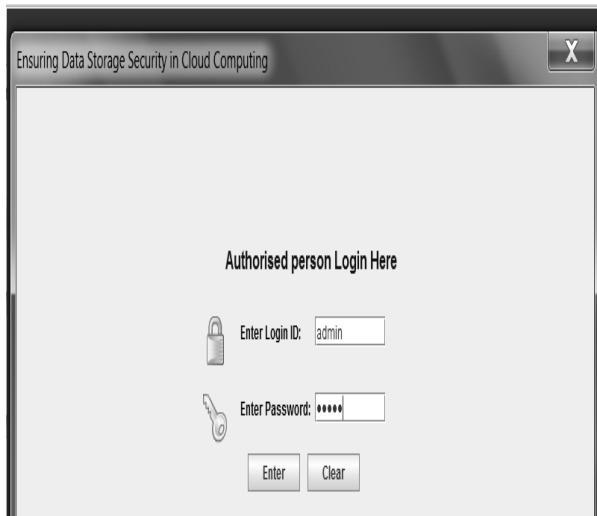 Ensuring Data Storage Security in Cloud Computing
X
Authorised person Login Here
Enter Login ID: admin
Enter Password: •••••
Enter Clear